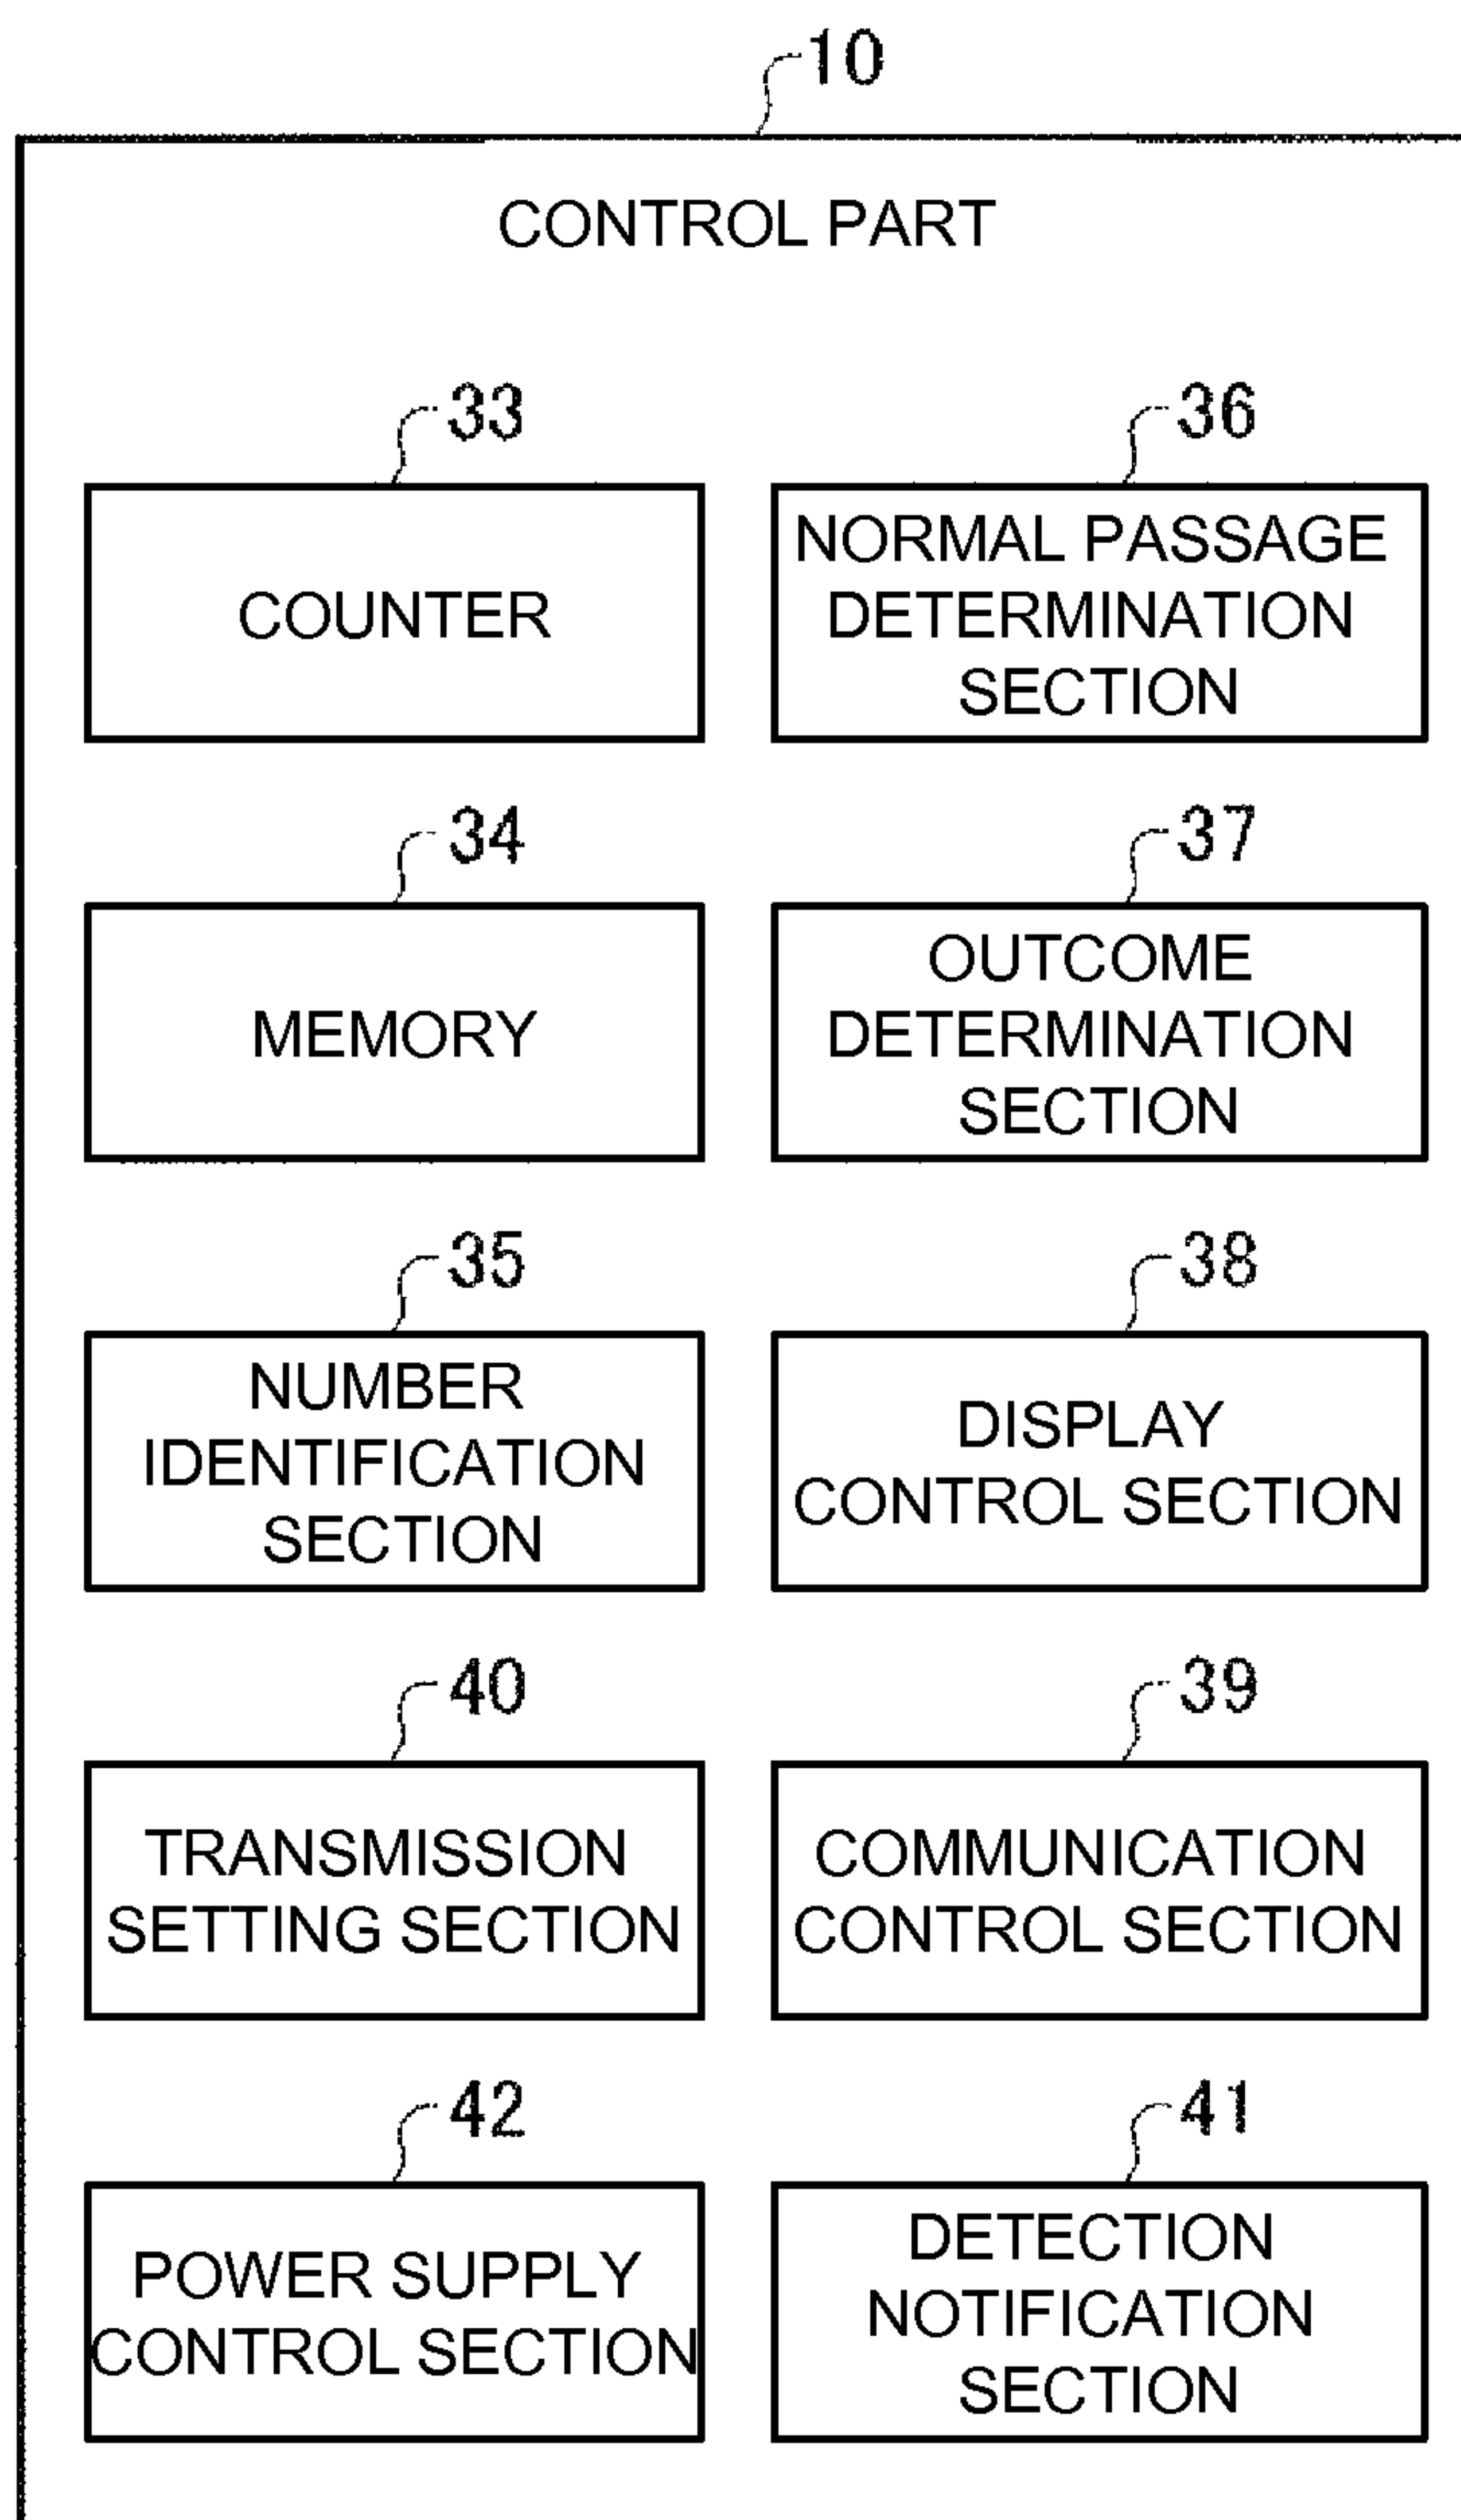 10
CONTROL PART
33
COUNTER
36
NORMAL PASSAGE
DETERMINATION
SECTION
34
MEMORY
37
OUTCOME
DETERMINATION
SECTION
35
NUMBER
IDENTIFICATION
SECTION
38
DISPLAY
CONTROL SECTION
40
TRANSMISSION
SETTING SECTION
39
COMMUNICATION
CONTROL SECTION
42
POWER SUPPLY
CONTROL SECTION
41
DETECTION
NOTIFICATION
SECTION